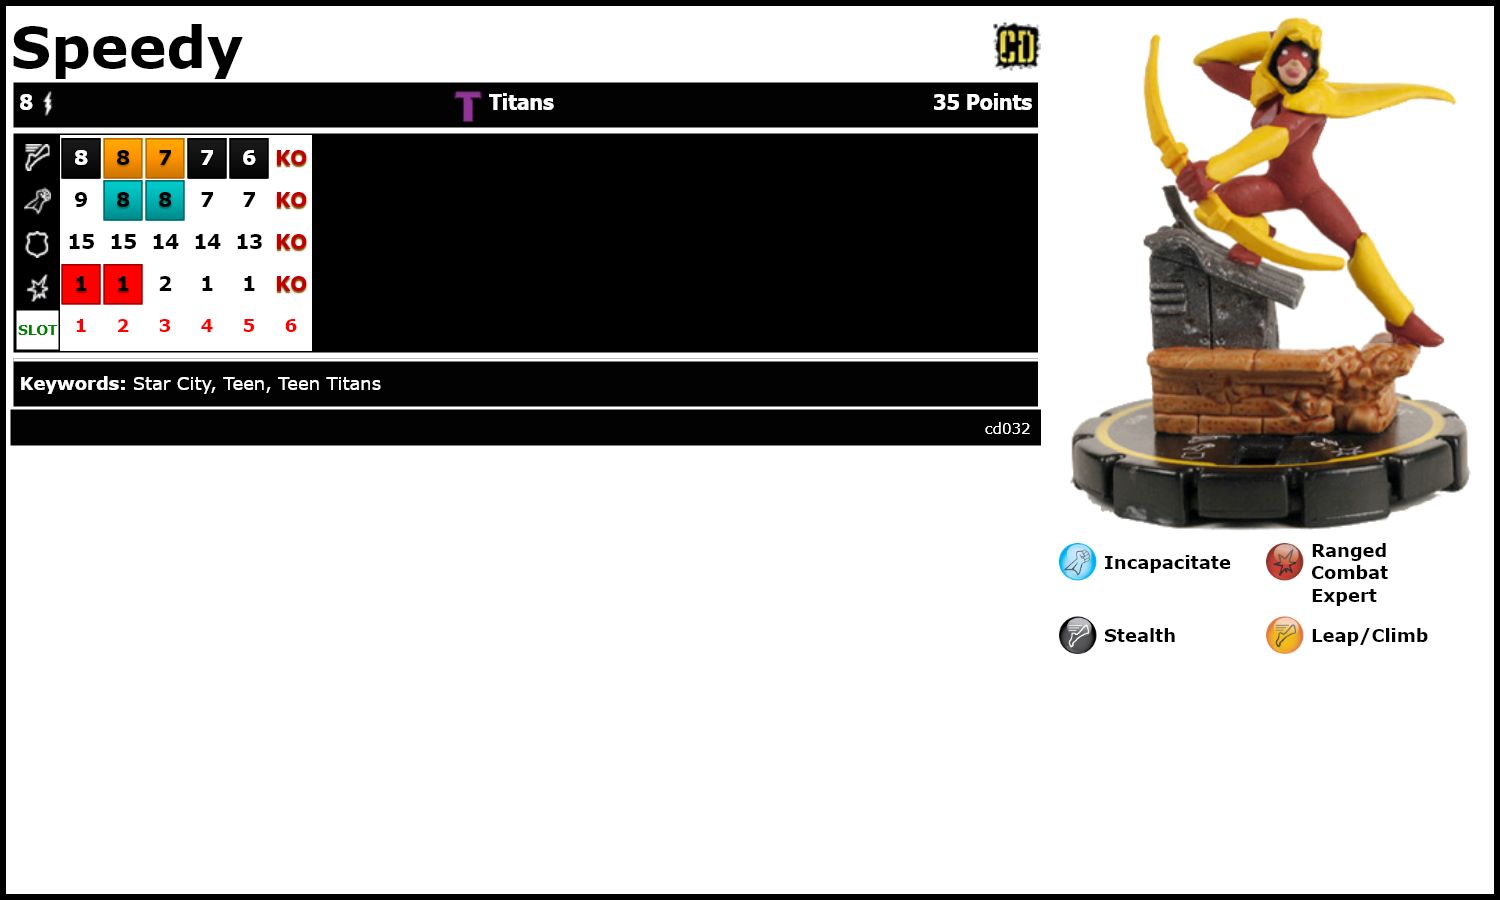 Speedy
CD
8 T Titans 35 Points
8 8 7 7 6 KO
9 8 8 7 7 KO
15 15 14 14 13 KO
1 1 2 1 1 KO
SLOT 1 2 3 4 5 6
Keywords: Star City, Teen, Teen Titans
cd032
Incapacitate
Ranged
Combat
Expert
Stealth
Leap/Climb